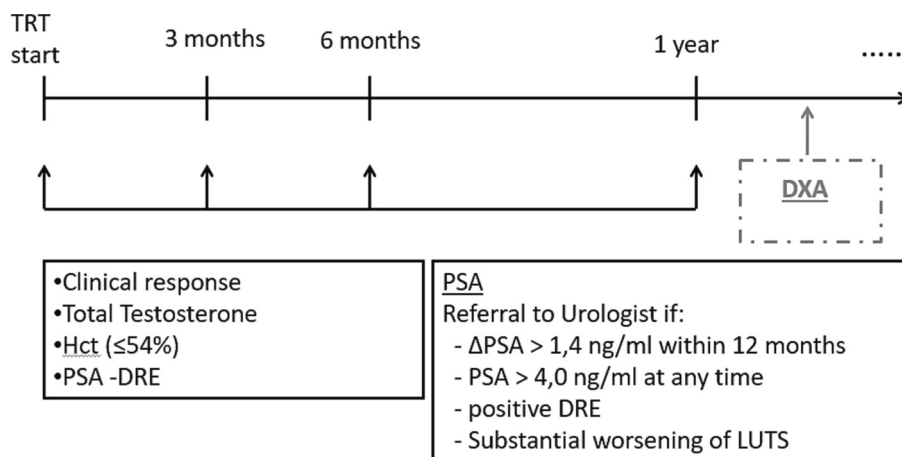 TRT
start
3 months
6 months
1 year
.....
DXA
•Clinical response
•Total Testosterone
•Hct (≤54%)
•PSA -DRE
PSA
Referral to Urologist if:
- ΔPSA > 1,4 ng/ml within 12 months
- PSA > 4,0 ng/ml at any time
- positive DRE
- Substantial worsening of LUTS